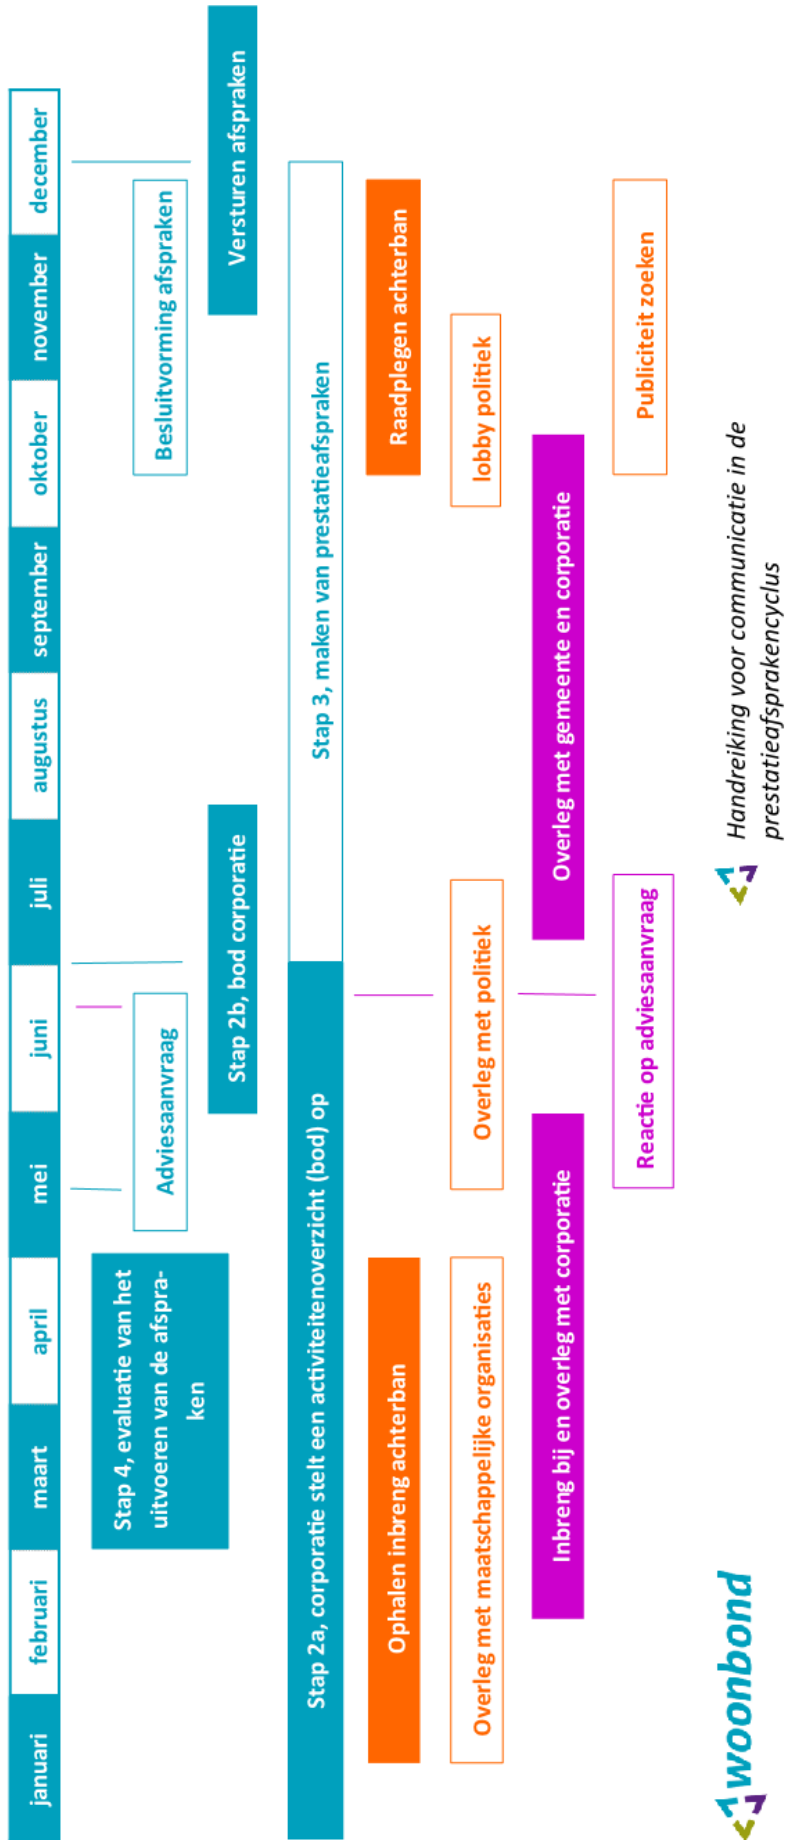 januari
februari
maart
april
mei
juni
juli
augustus
september
oktober
november
december
Stap 4, evaluatie van het
uitvoeren van de afspra-
ken
Adviesaanvraag
Besluitvorming afspraken
Stap 2b, bod corporatie
Versturen afspraken
Stap 2a, corporatie stelt een activiteitenoverzicht (bod) op
Stap 3, maken van prestatieafspraken
Ophalen inbreng achterban
Raadplegen achterban
Overleg met maatschappelijke organisaties
Overleg met politiek
lobby politiek
Inbreng bij en overleg met corporatie
Overleg met gemeente en corporatie
Reactie op adviesaanvraag
Publiciteit zoeken
woonbond
Handreiking voor communicatie in de
prestatieafsprakencyclus